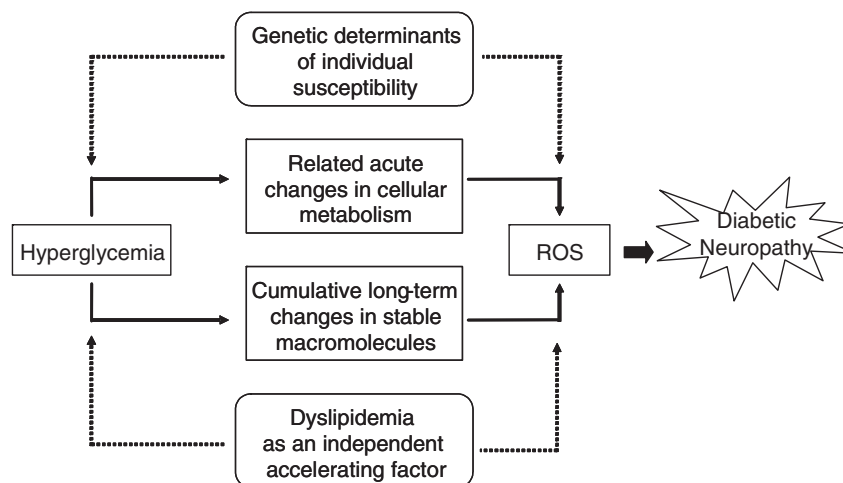 Genetic determinants
of individual
susceptibility
Related acute
changes in cellular
metabolism
Hyperglycemia
ROS
Diabetic
Neuropathy
Cumulative long-term
changes in stable
macromolecules
Dyslipidemia
as an independent
accelerating factor